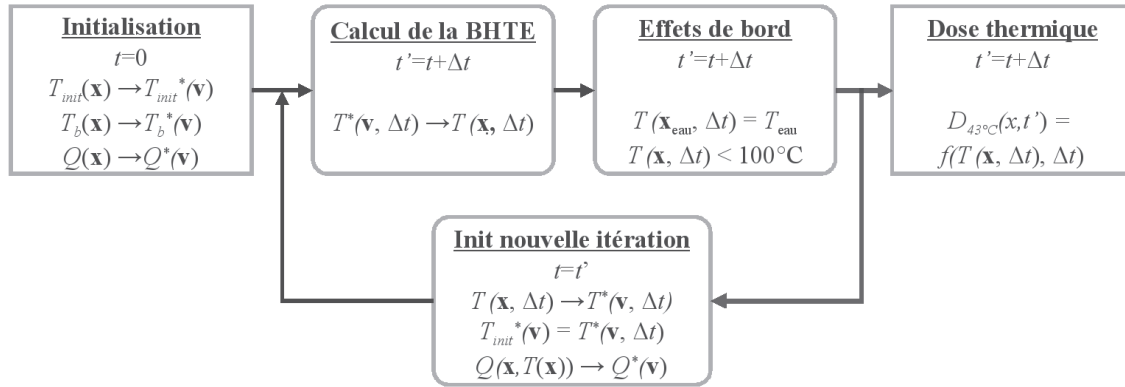 Initialisation
t=0
T_init(x) →T_init*(v)
T_b(x) →T_b*(v)
Q(x) →Q*(v)
Calcul de la BHTE
t'=t+Δt
T*(v, Δt) →T(x, Δt)
Effets de bord
t'=t+Δt
T(x_eau, Δt) = T_eau
T(x, Δt) < 100°C
Dose thermique
t'=t+Δt
D_43°C(x,t') =
f(T(x, Δt), Δt)
Init nouvelle itération
t=t'
T(x, Δt) →T*(v, Δt)
T_init*(v) = T*(v, Δt)
Q(x,T(x)) → Q*(v)